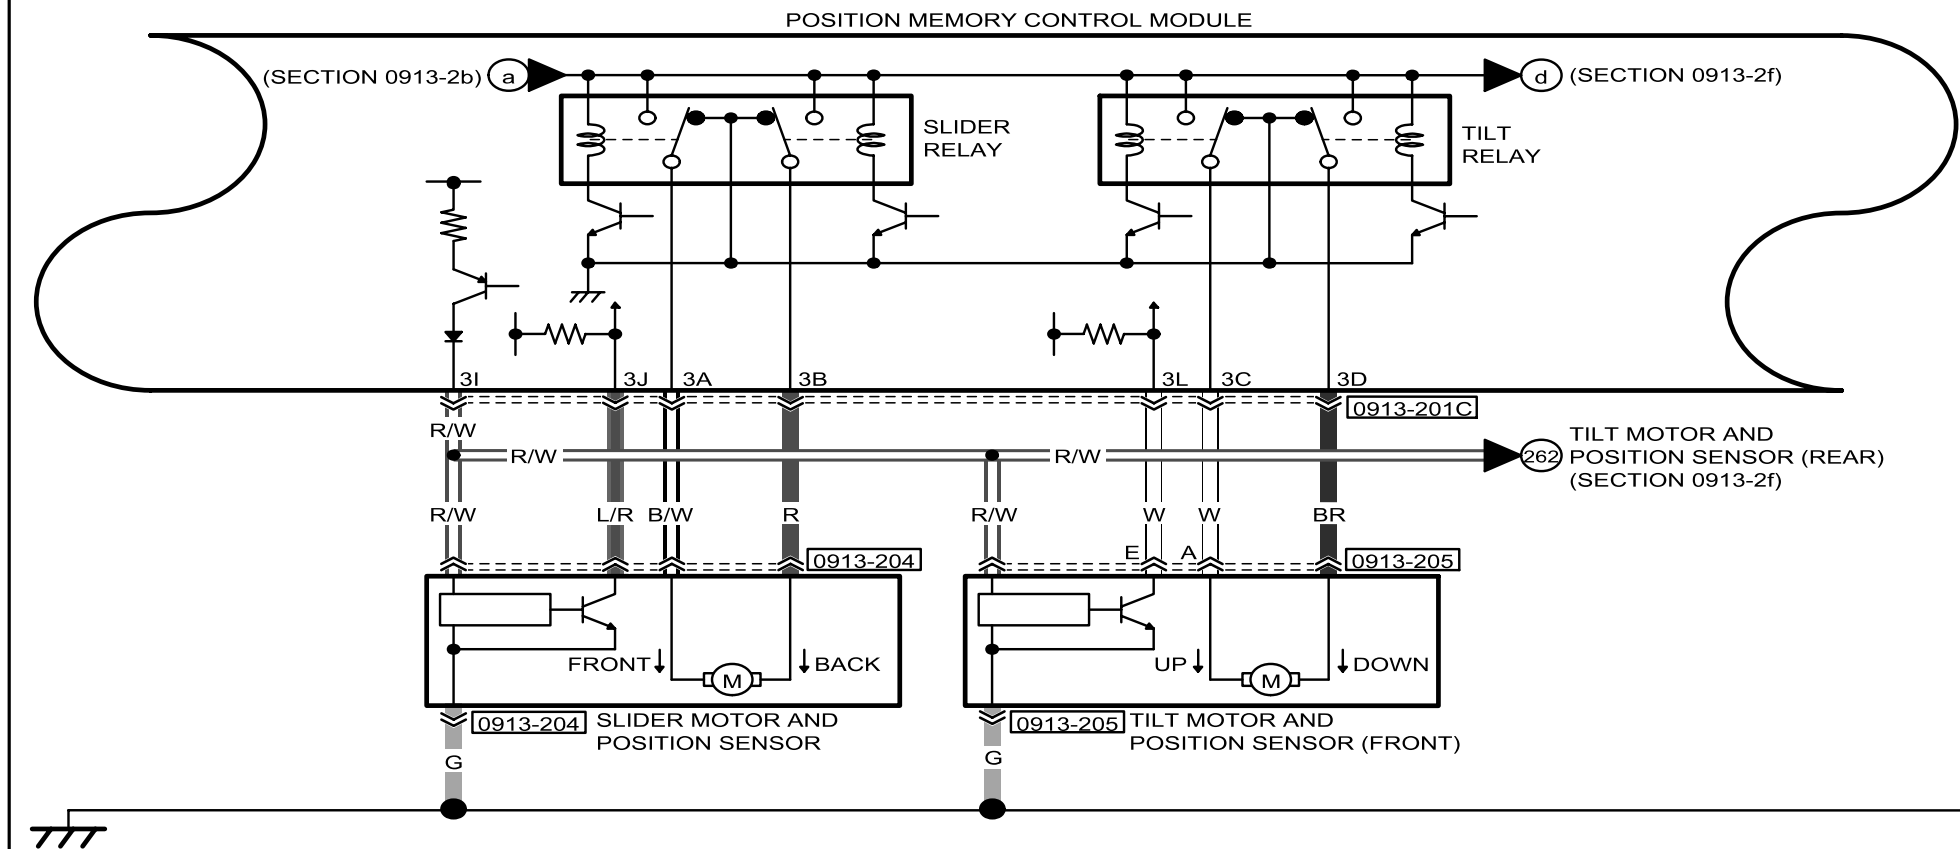 POSITION MEMORY CONTROL MODULE
(SECTION 0913-2b) a
d (SECTION 0913-2f)
SLIDER
RELAY
TILT
RELAY
3I 3J 3A 3B 3L 3C 3D
0913-201C
R/W
R/W R/W
262
TILT MOTOR AND
POSITION SENSOR (REAR)
(SECTION 0913-2f)
R/W L/R B/W R R/W W W BR
0913-204
E A
0913-205
FRONT BACK
M
UP DOWN
M
0913-204
SLIDER MOTOR AND
POSITION SENSOR
0913-205
TILT MOTOR AND
POSITION SENSOR (FRONT)
G G